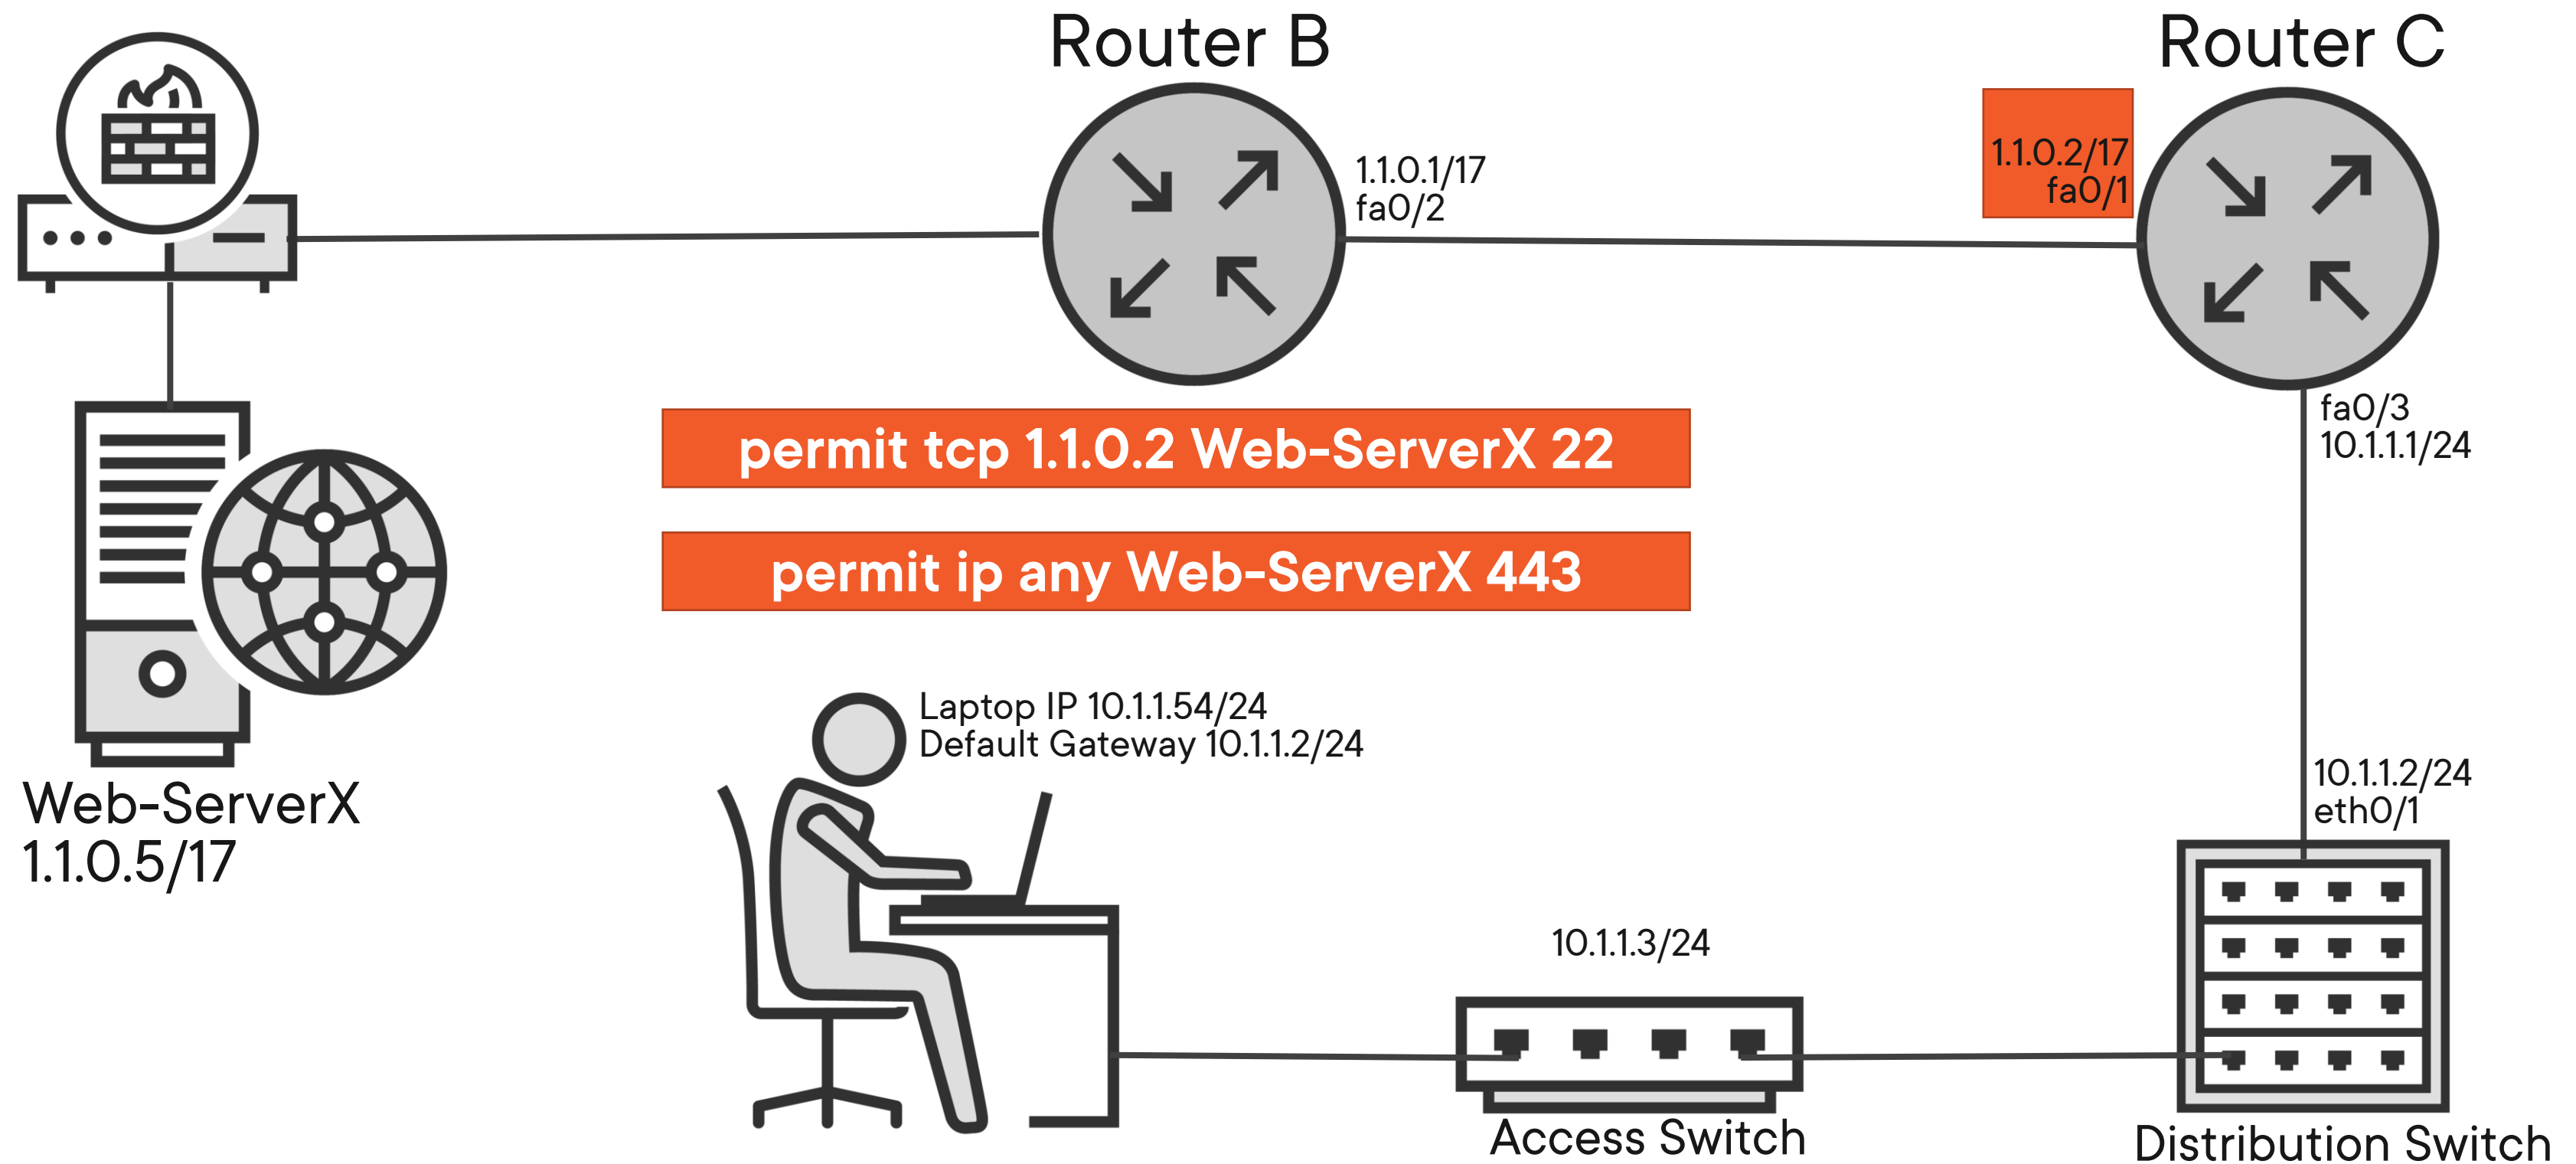 Router B
Router C
1.1.0.1/17
fa0/2
1.1.0.2/17
fa0/1
permit tcp 1.1.0.2 Web-ServerX 22
permit ip any Web-ServerX 443
fa0/3
10.1.1.1/24
Laptop IP 10.1.1.54/24
Default Gateway 10.1.1.2/24
10.1.1.2/24
eth0/1
Web-ServerX
1.1.0.5/17
10.1.1.3/24
Access Switch
Distribution Switch